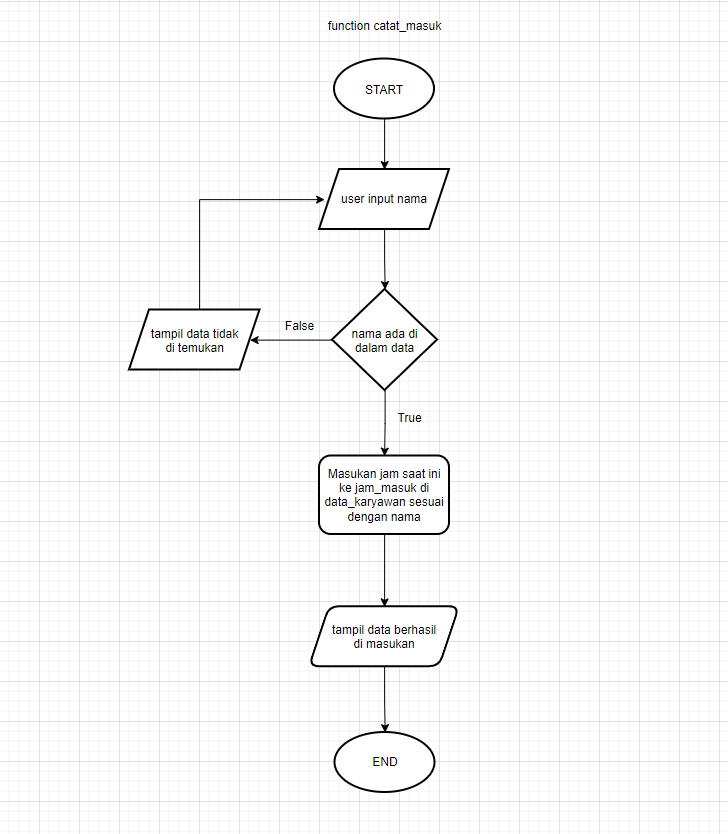 function catat_masuk
START
user input nama
False
nama ada di
dalam data
tampil data tidak
di temukan
True
Masukan jam saat ini
ke jam_masuk di
data_karyawan sesuai
dengan nama
tampil data berhasil
di masukan
END